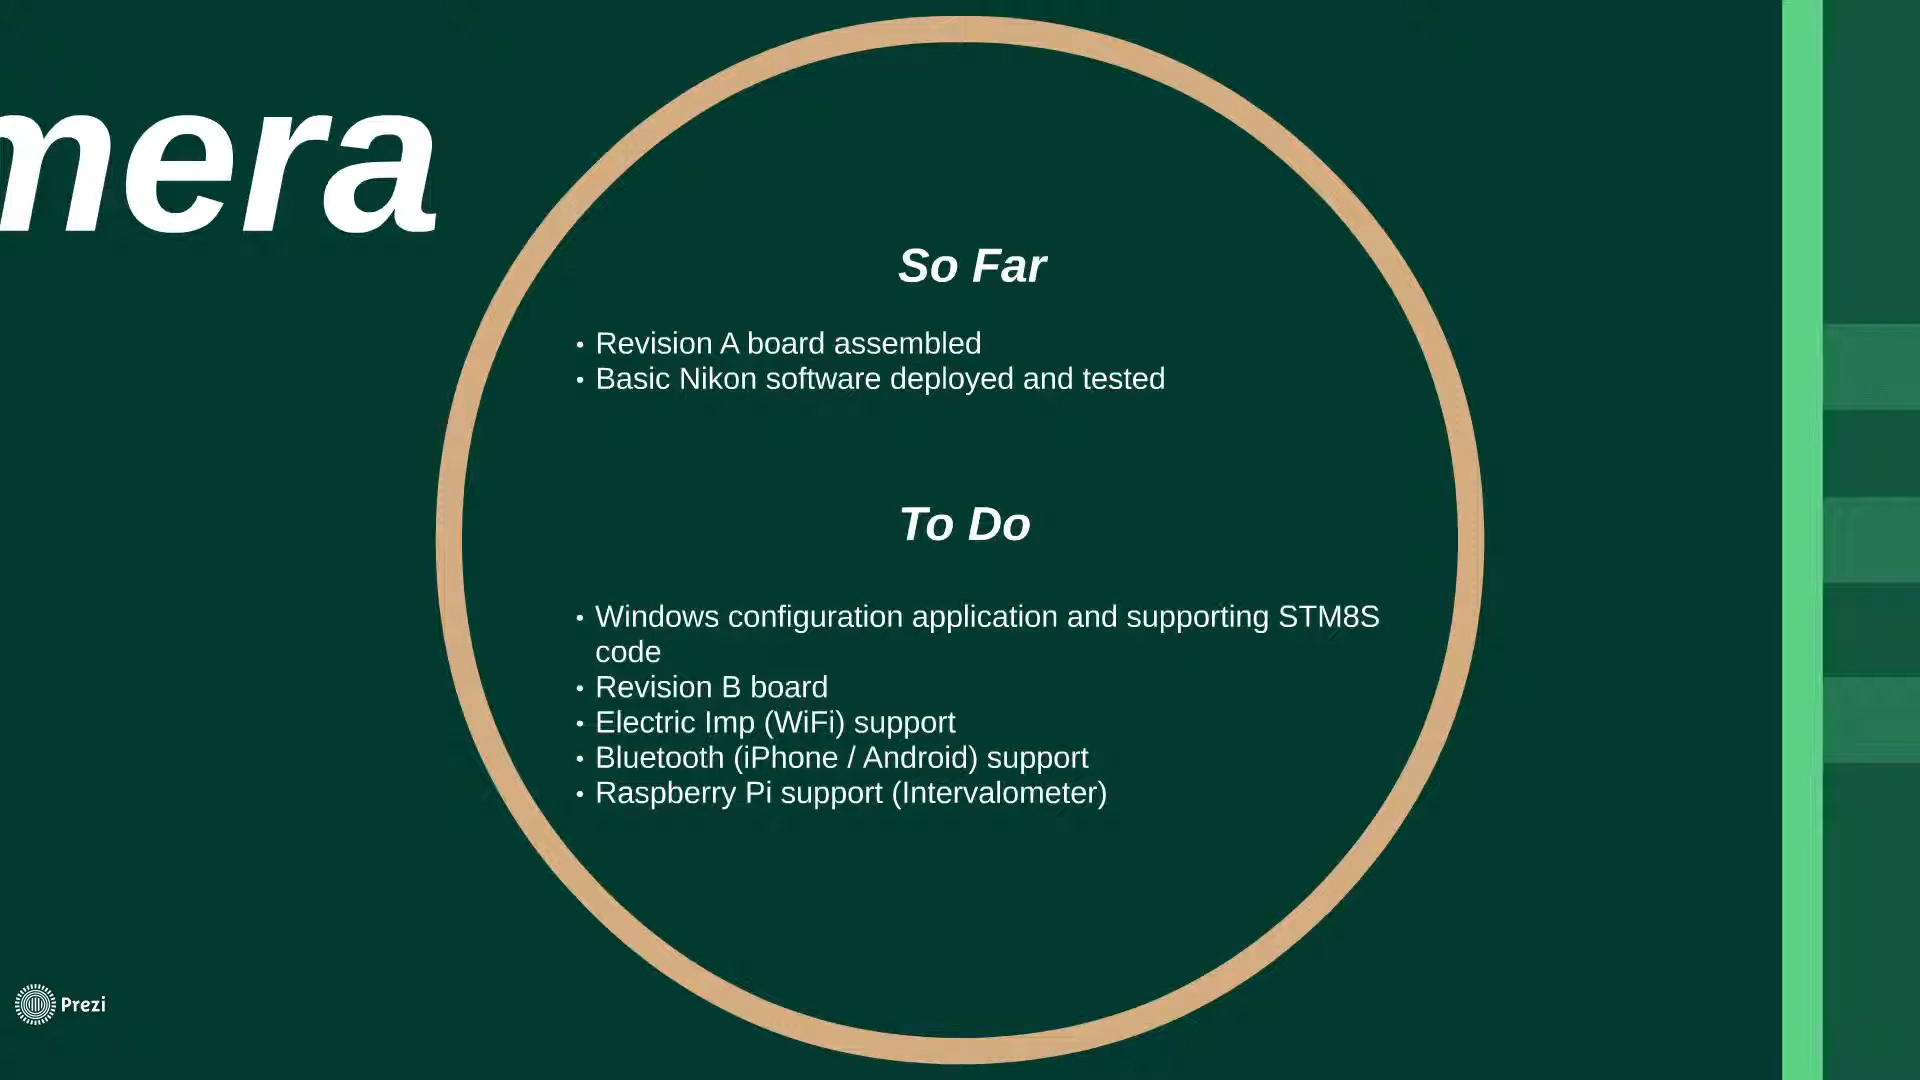 mera
So Far
• Revision A board assembled
• Basic Nikon software deployed and tested
To Do
• Windows configuration application and supporting STM8S
code
• Revision B board
• Electric Imp (WiFi) support
• Bluetooth (iPhone / Android) support
• Raspberry Pi support (Intervalometer)
Prezi